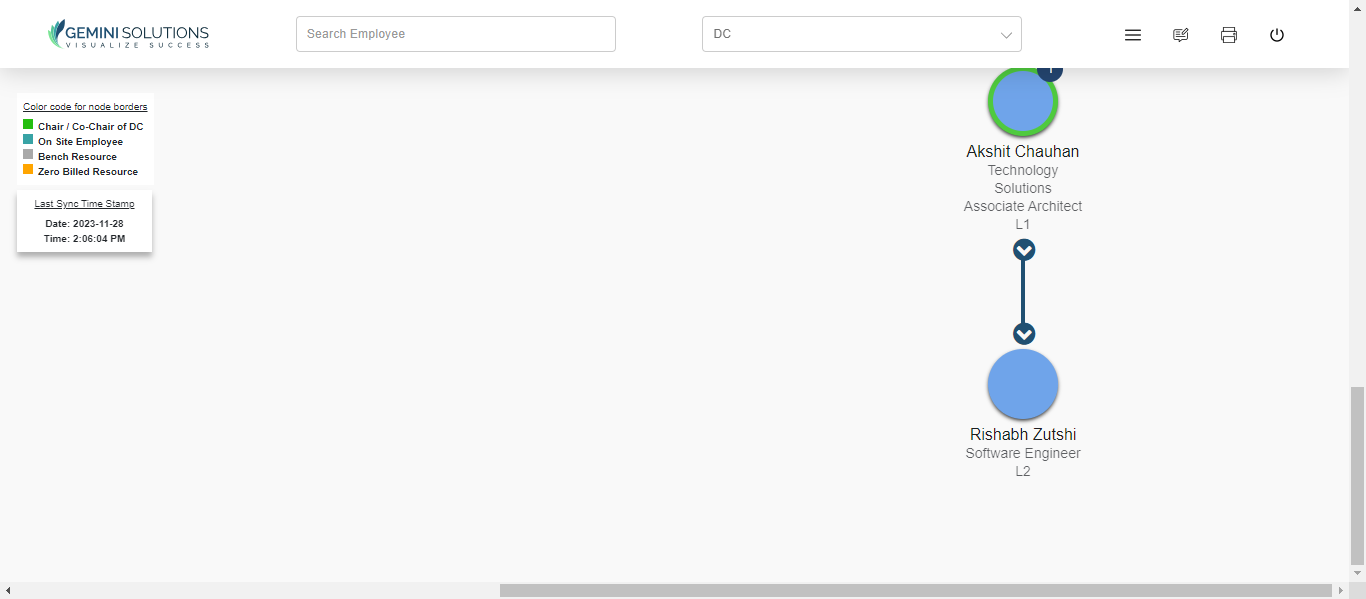 GEMINI SOLUTIONS
VISUALIZE SUCCESS
Search Employee
DC
Color code for node borders
Chair / Co-Chair of DC
On Site Employee
Bench Resource
Zero Billed Resource
Last Sync Time Stamp
Date: 2023-11-28
Time: 2:06:04 PM
Akshit Chauhan
Technology
Solutions
Associate Architect
L1
Rishabh Zutshi
Software Engineer
L2